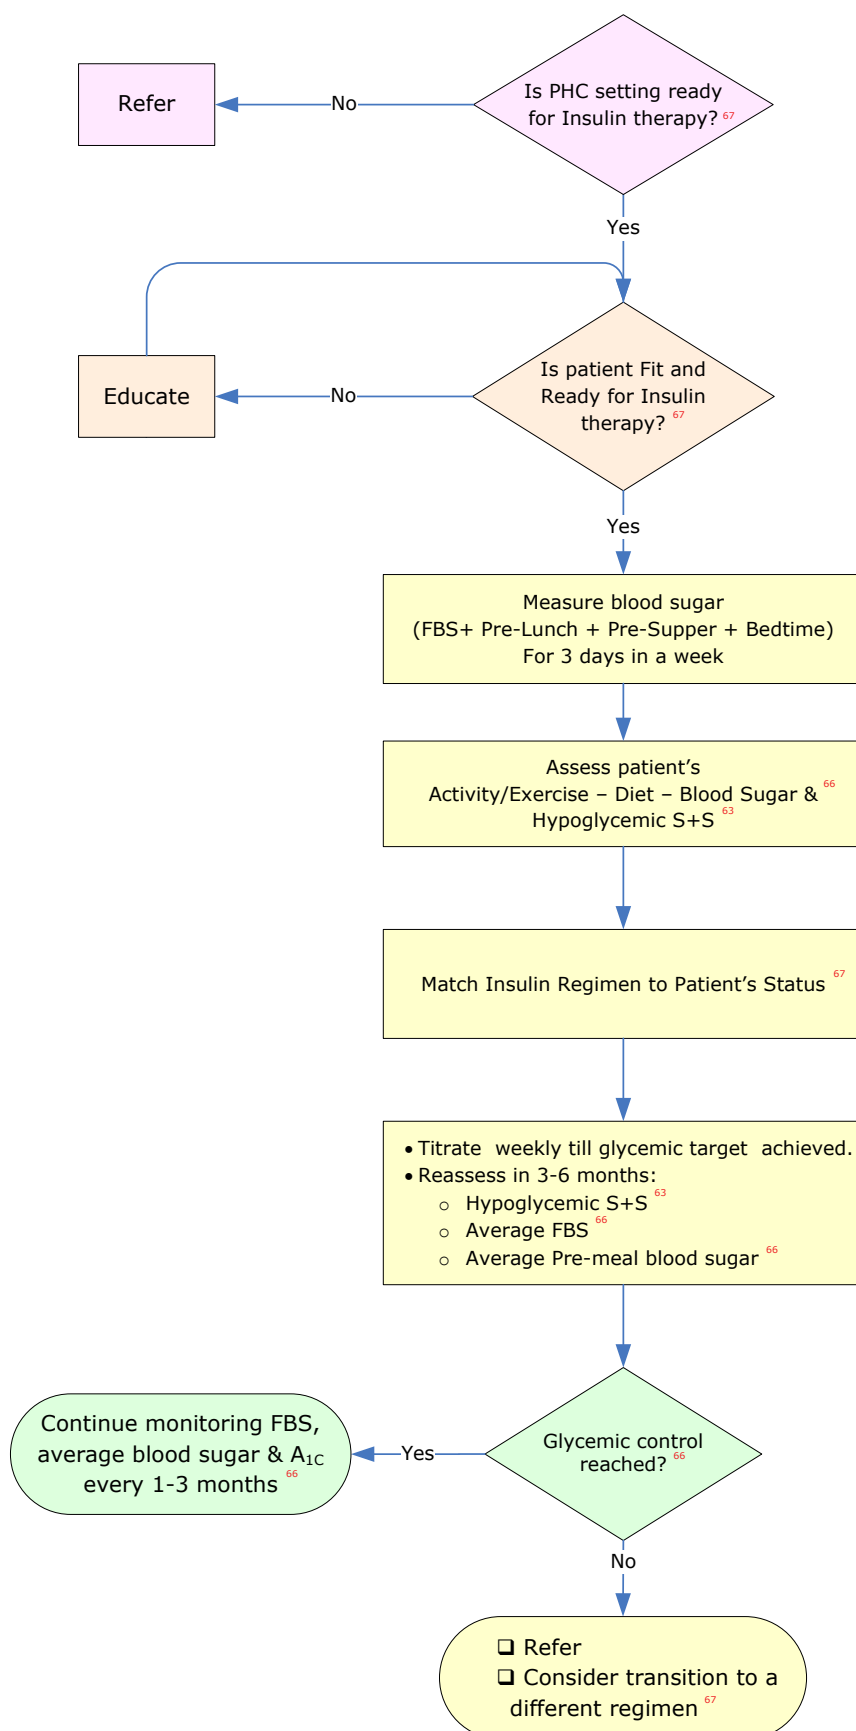 Is PHC setting ready
for Insulin therapy? 67
No
Refer
Yes
Is patient Fit and
Ready for Insulin
therapy? 67
No
Educate
Yes
Measure blood sugar
(FBS+ Pre-Lunch + Pre-Supper + Bedtime)
For 3 days in a week
Assess patient’s
Activity/Exercise – Diet – Blood Sugar & 66
Hypoglycemic S+S 63
Match Insulin Regimen to Patient’s Status 67
• Titrate weekly till glycemic target achieved.
• Reassess in 3-6 months:
o Hypoglycemic S+S 63
o Average FBS 66
o Average Pre-meal blood sugar 66
Glycemic control
reached? 66
Yes
Continue monitoring FBS,
average blood sugar & A1C
every 1-3 months 66
No
❑ Refer
❑ Consider transition to a
different regimen 67